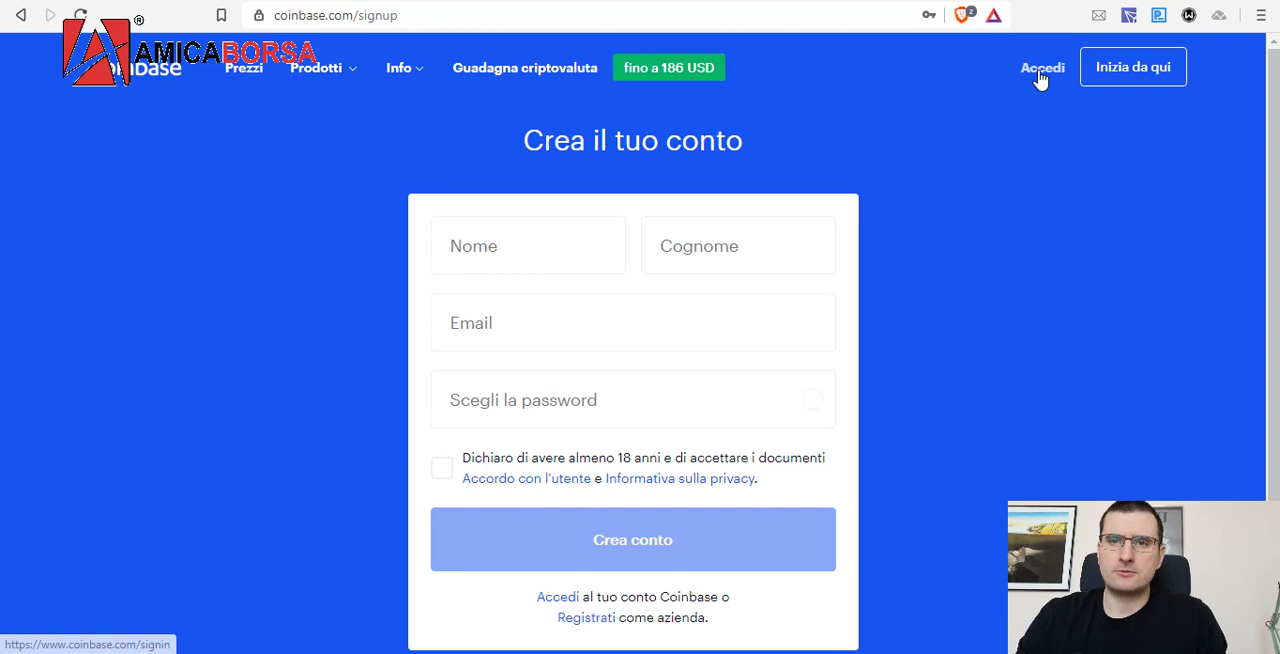 coinbase.com/signup
2
AMICABORSA®
coinbase
Prezzi
Prodotti
Info
Guadagna criptovaluta
fino a 186 USD
Accedi
Inizia da qui
Crea il tuo conto
Nome
Cognome
Email
Scegli la password
Dichiaro di avere almeno 18 anni e di accettare i documenti
Accordo con l'utente e Informativa sulla privacy.
Crea conto
Accedi al tuo conto Coinbase o
Registrati come azienda.
https://www.coinbase.com/signin